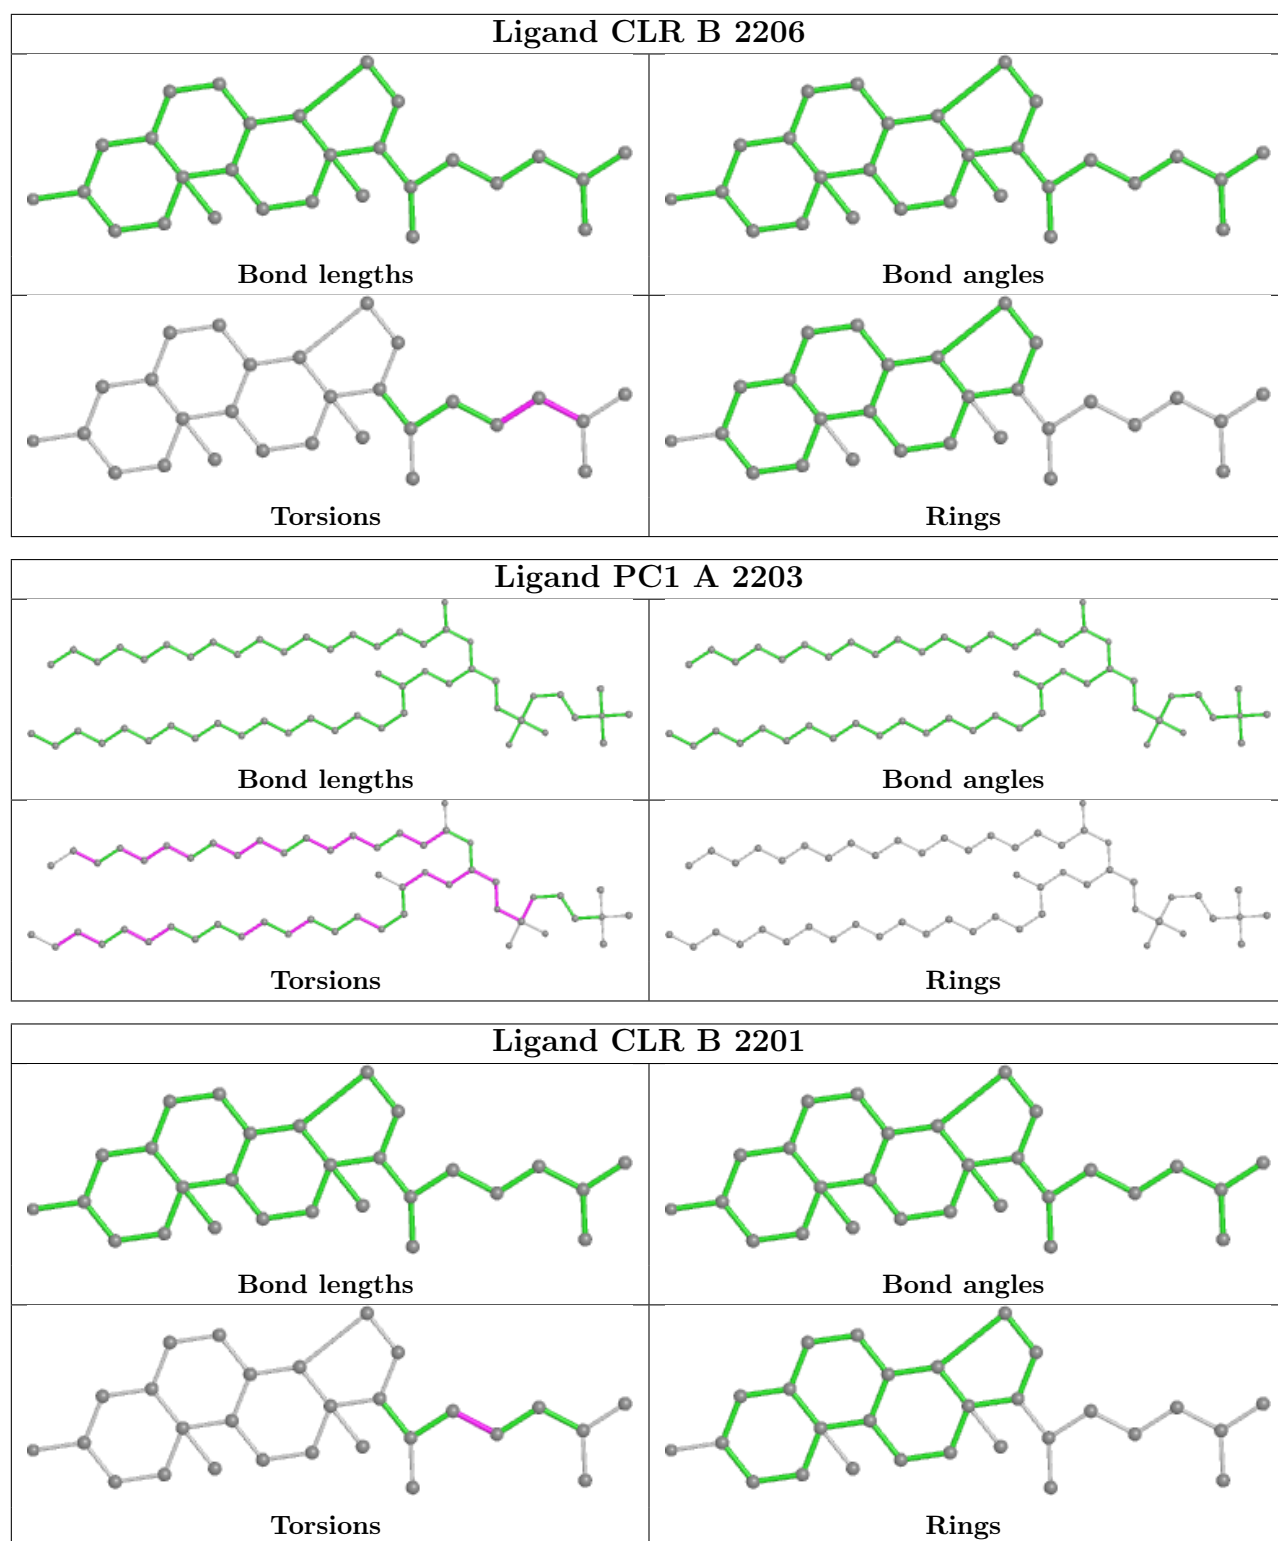 Ligand CLR B 2206
Bond lengths
Bond angles
Torsions
Rings
Ligand PC1 A 2203
Bond lengths
Bond angles
Torsions
Rings
Ligand CLR B 2201
Bond lengths
Bond angles
Torsions
Rings